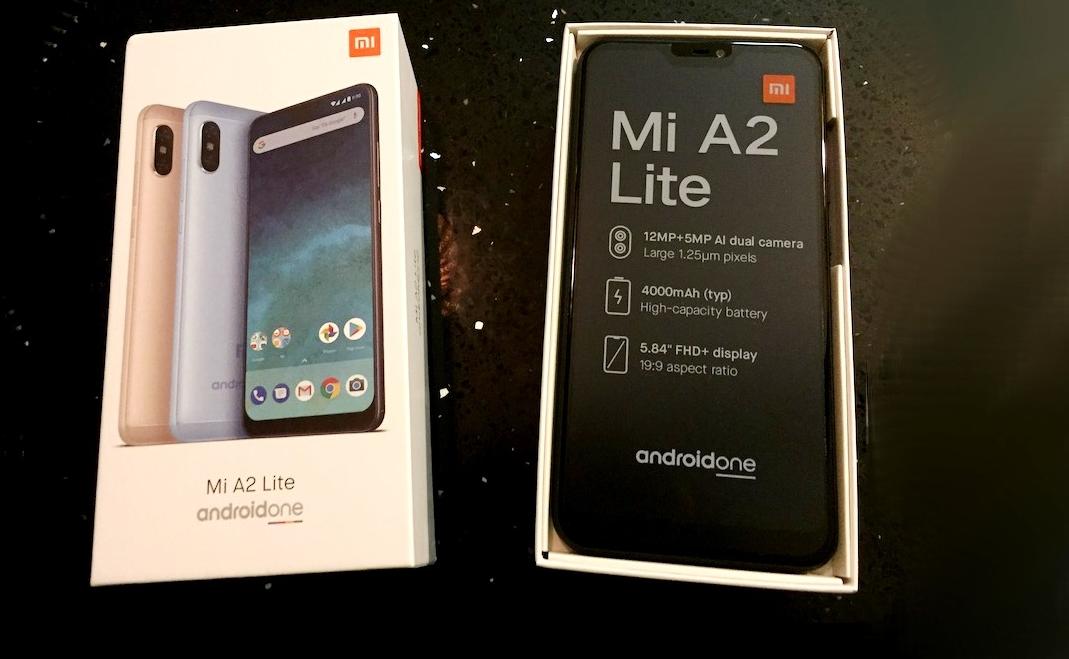 mi
Mi A2 Lite
androidone
mi
Mi A2
Lite
12MP+5MP AI dual camera
Large 1.25µm pixels
4000mAh (typ)
High-capacity battery
5.84" FHD+ display
19:9 aspect ratio
androidone